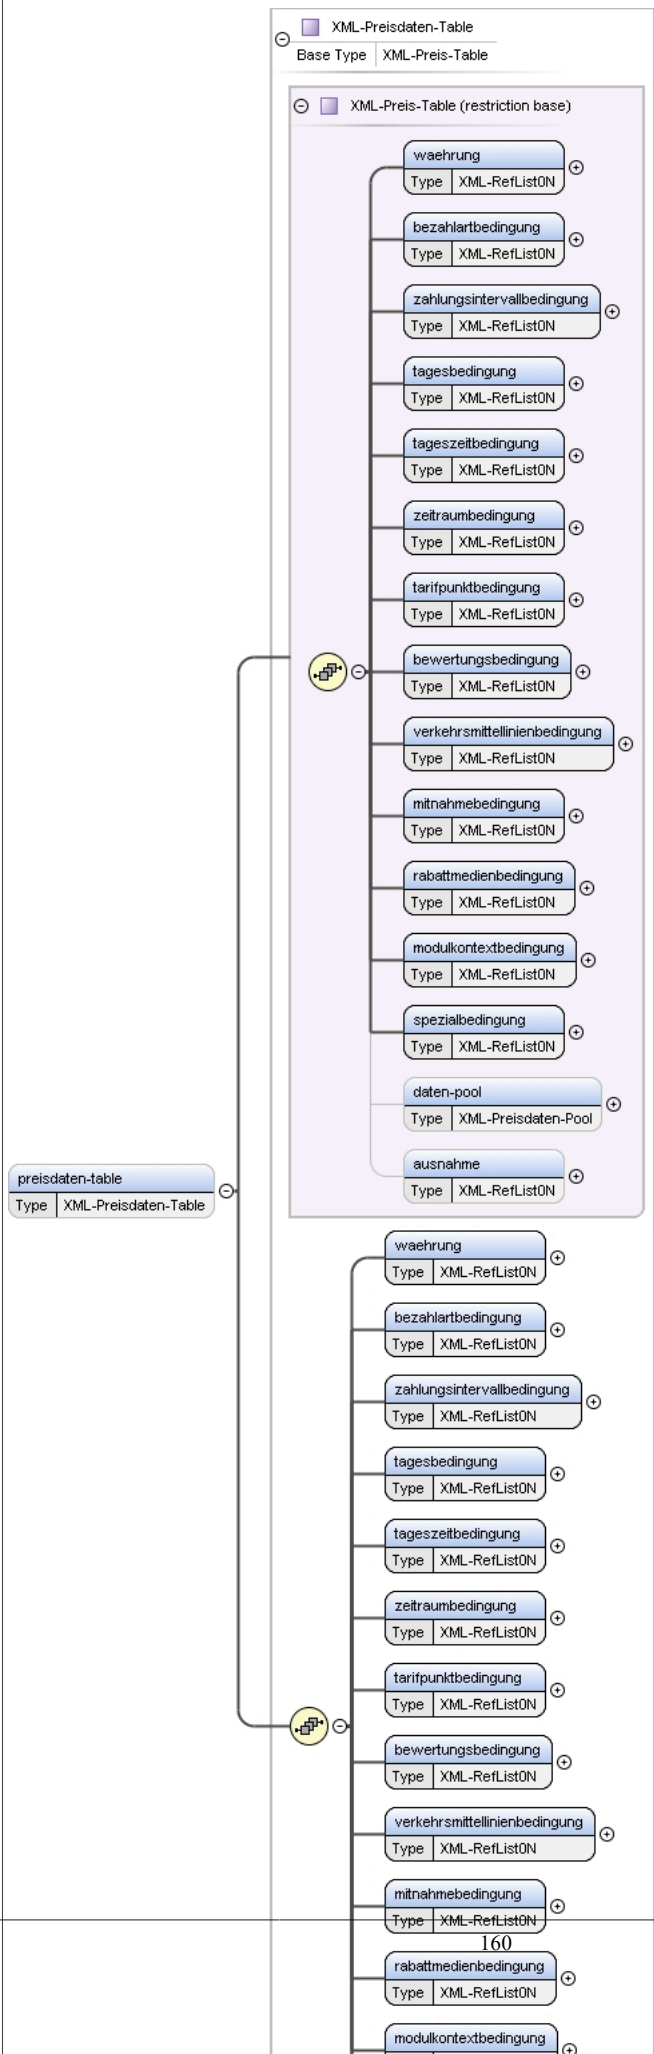 XML-Preisdaten-Table
Base Type XML-Preis-Table
XML-Preis-Table (restriction base)
waehrung
Type XML-RefList0N
bezahlartbedingung
Type XML-RefList0N
zahlungsintervallbedingung
Type XML-RefList0N
tagesbedingung
Type XML-RefList0N
tageszeitbedingung
Type XML-RefList0N
zeitraumbedingung
Type XML-RefList0N
tarifpunktbedingung
Type XML-RefList0N
bewertungsbedingung
Type XML-RefList0N
verkehrsmittellinienbedingung
Type XML-RefList0N
mitnahmebedingung
Type XML-RefList0N
rabattmedienbedingung
Type XML-RefList0N
modulkontextbedingung
Type XML-RefList0N
spezialbedingung
Type XML-RefList0N
daten-pool
Type XML-Preisdaten-Pool
ausnahme
Type XML-RefList0N
preisdaten-table
Type XML-Preisdaten-Table
waehrung
Type XML-RefList0N
bezahlartbedingung
Type XML-RefList0N
zahlungsintervallbedingung
Type XML-RefList0N
tagesbedingung
Type XML-RefList0N
tageszeitbedingung
Type XML-RefList0N
zeitraumbedingung
Type XML-RefList0N
tarifpunktbedingung
Type XML-RefList0N
bewertungsbedingung
Type XML-RefList0N
verkehrsmittellinienbedingung
Type XML-RefList0N
mitnahmebedingung
Type XML-RefList0N
160
rabattmedienbedingung
Type XML-RefList0N
modulkontextbedingung